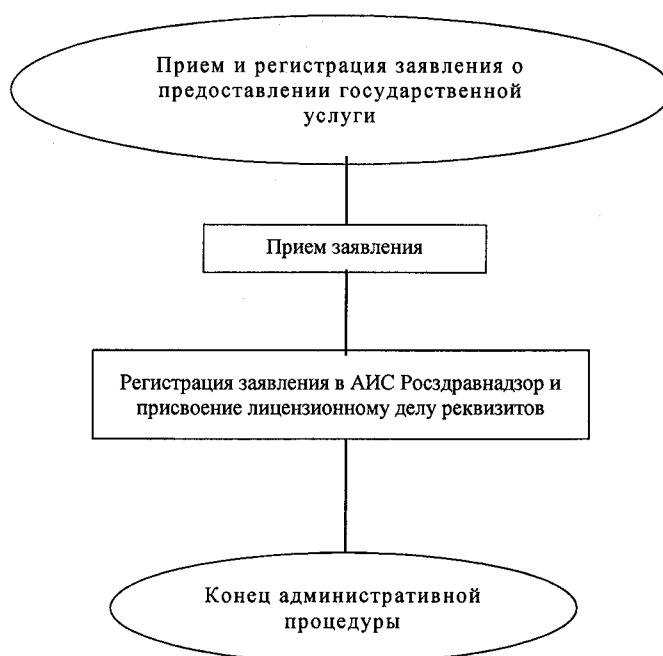 Прием и регистрация заявления о
предоставлении государственной
услуги
Прием заявления
Регистрация заявления в АИС Росздравнадзор и
присвоение лицензионному делу реквизитов
Конец административной
процедуры